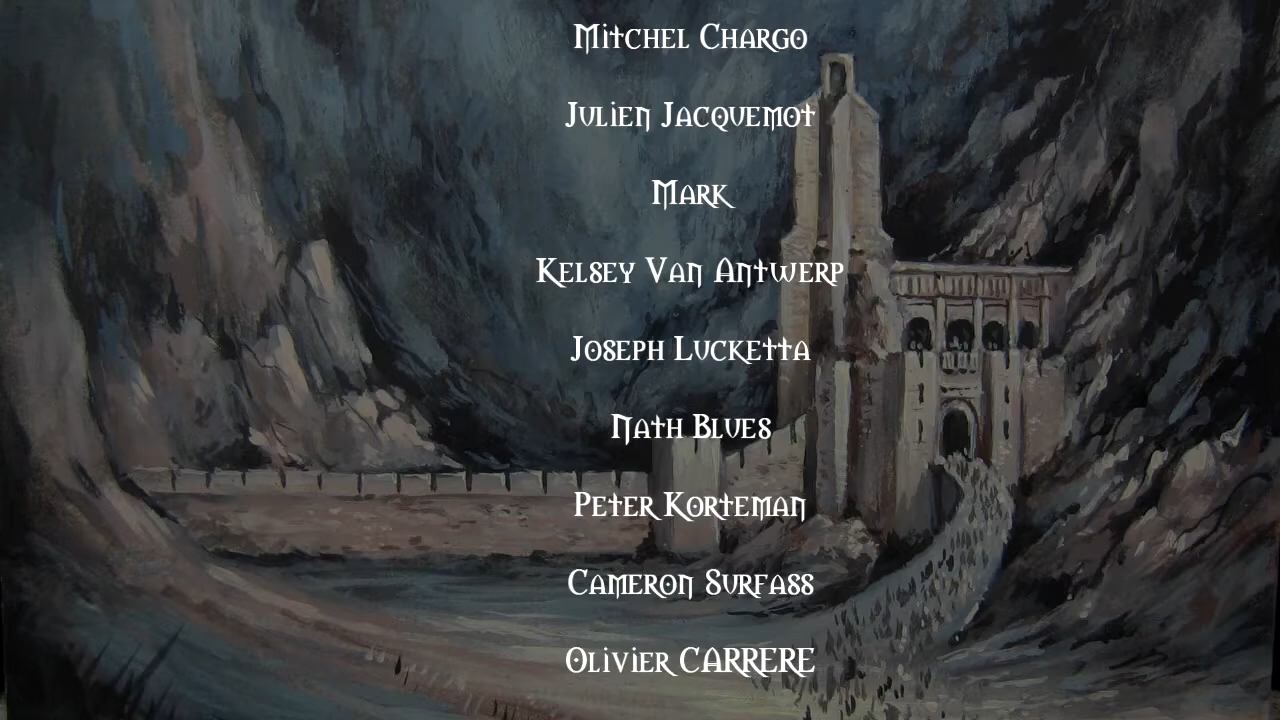 Mitchel Chargo
Julien Jacquemot
Mark
Kelsey Van Antwerp
Joseph Lucketta
Nath Blues
Peter Korteman
Cameron Surfass
Olivier CARRERE